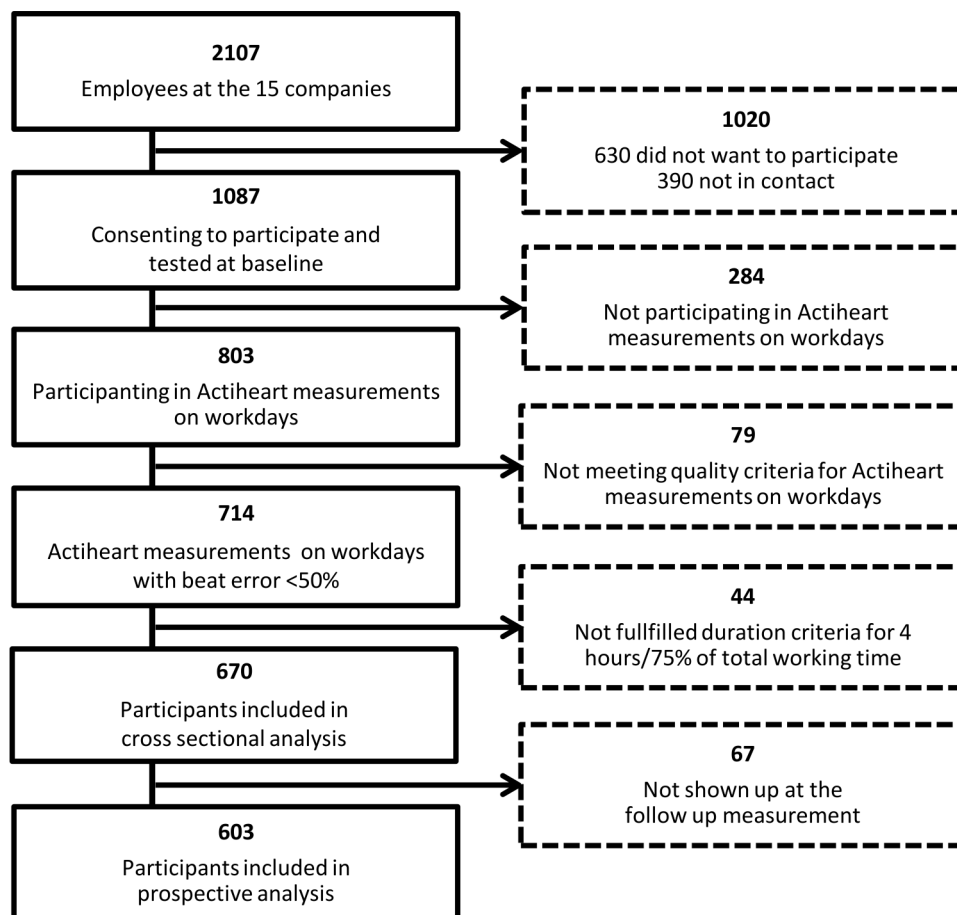 2107
Employees at the 15 companies
1020
630 did not want to participate
390 not in contact
1087
Consenting to participate and
tested at baseline
284
Not participating in Actiheart
measurements on workdays
803
Participanting in Actiheart measurements
on workdays
79
Not meeting quality criteria for Actiheart
measurements on workdays
714
Actiheart measurements on workdays
with beat error <50%
44
Not fullfilled duration criteria for 4
hours/75% of total working time
670
Participants included in
cross sectional analysis
67
Not shown up at the
follow up measurement
603
Participants included in
prospective analysis